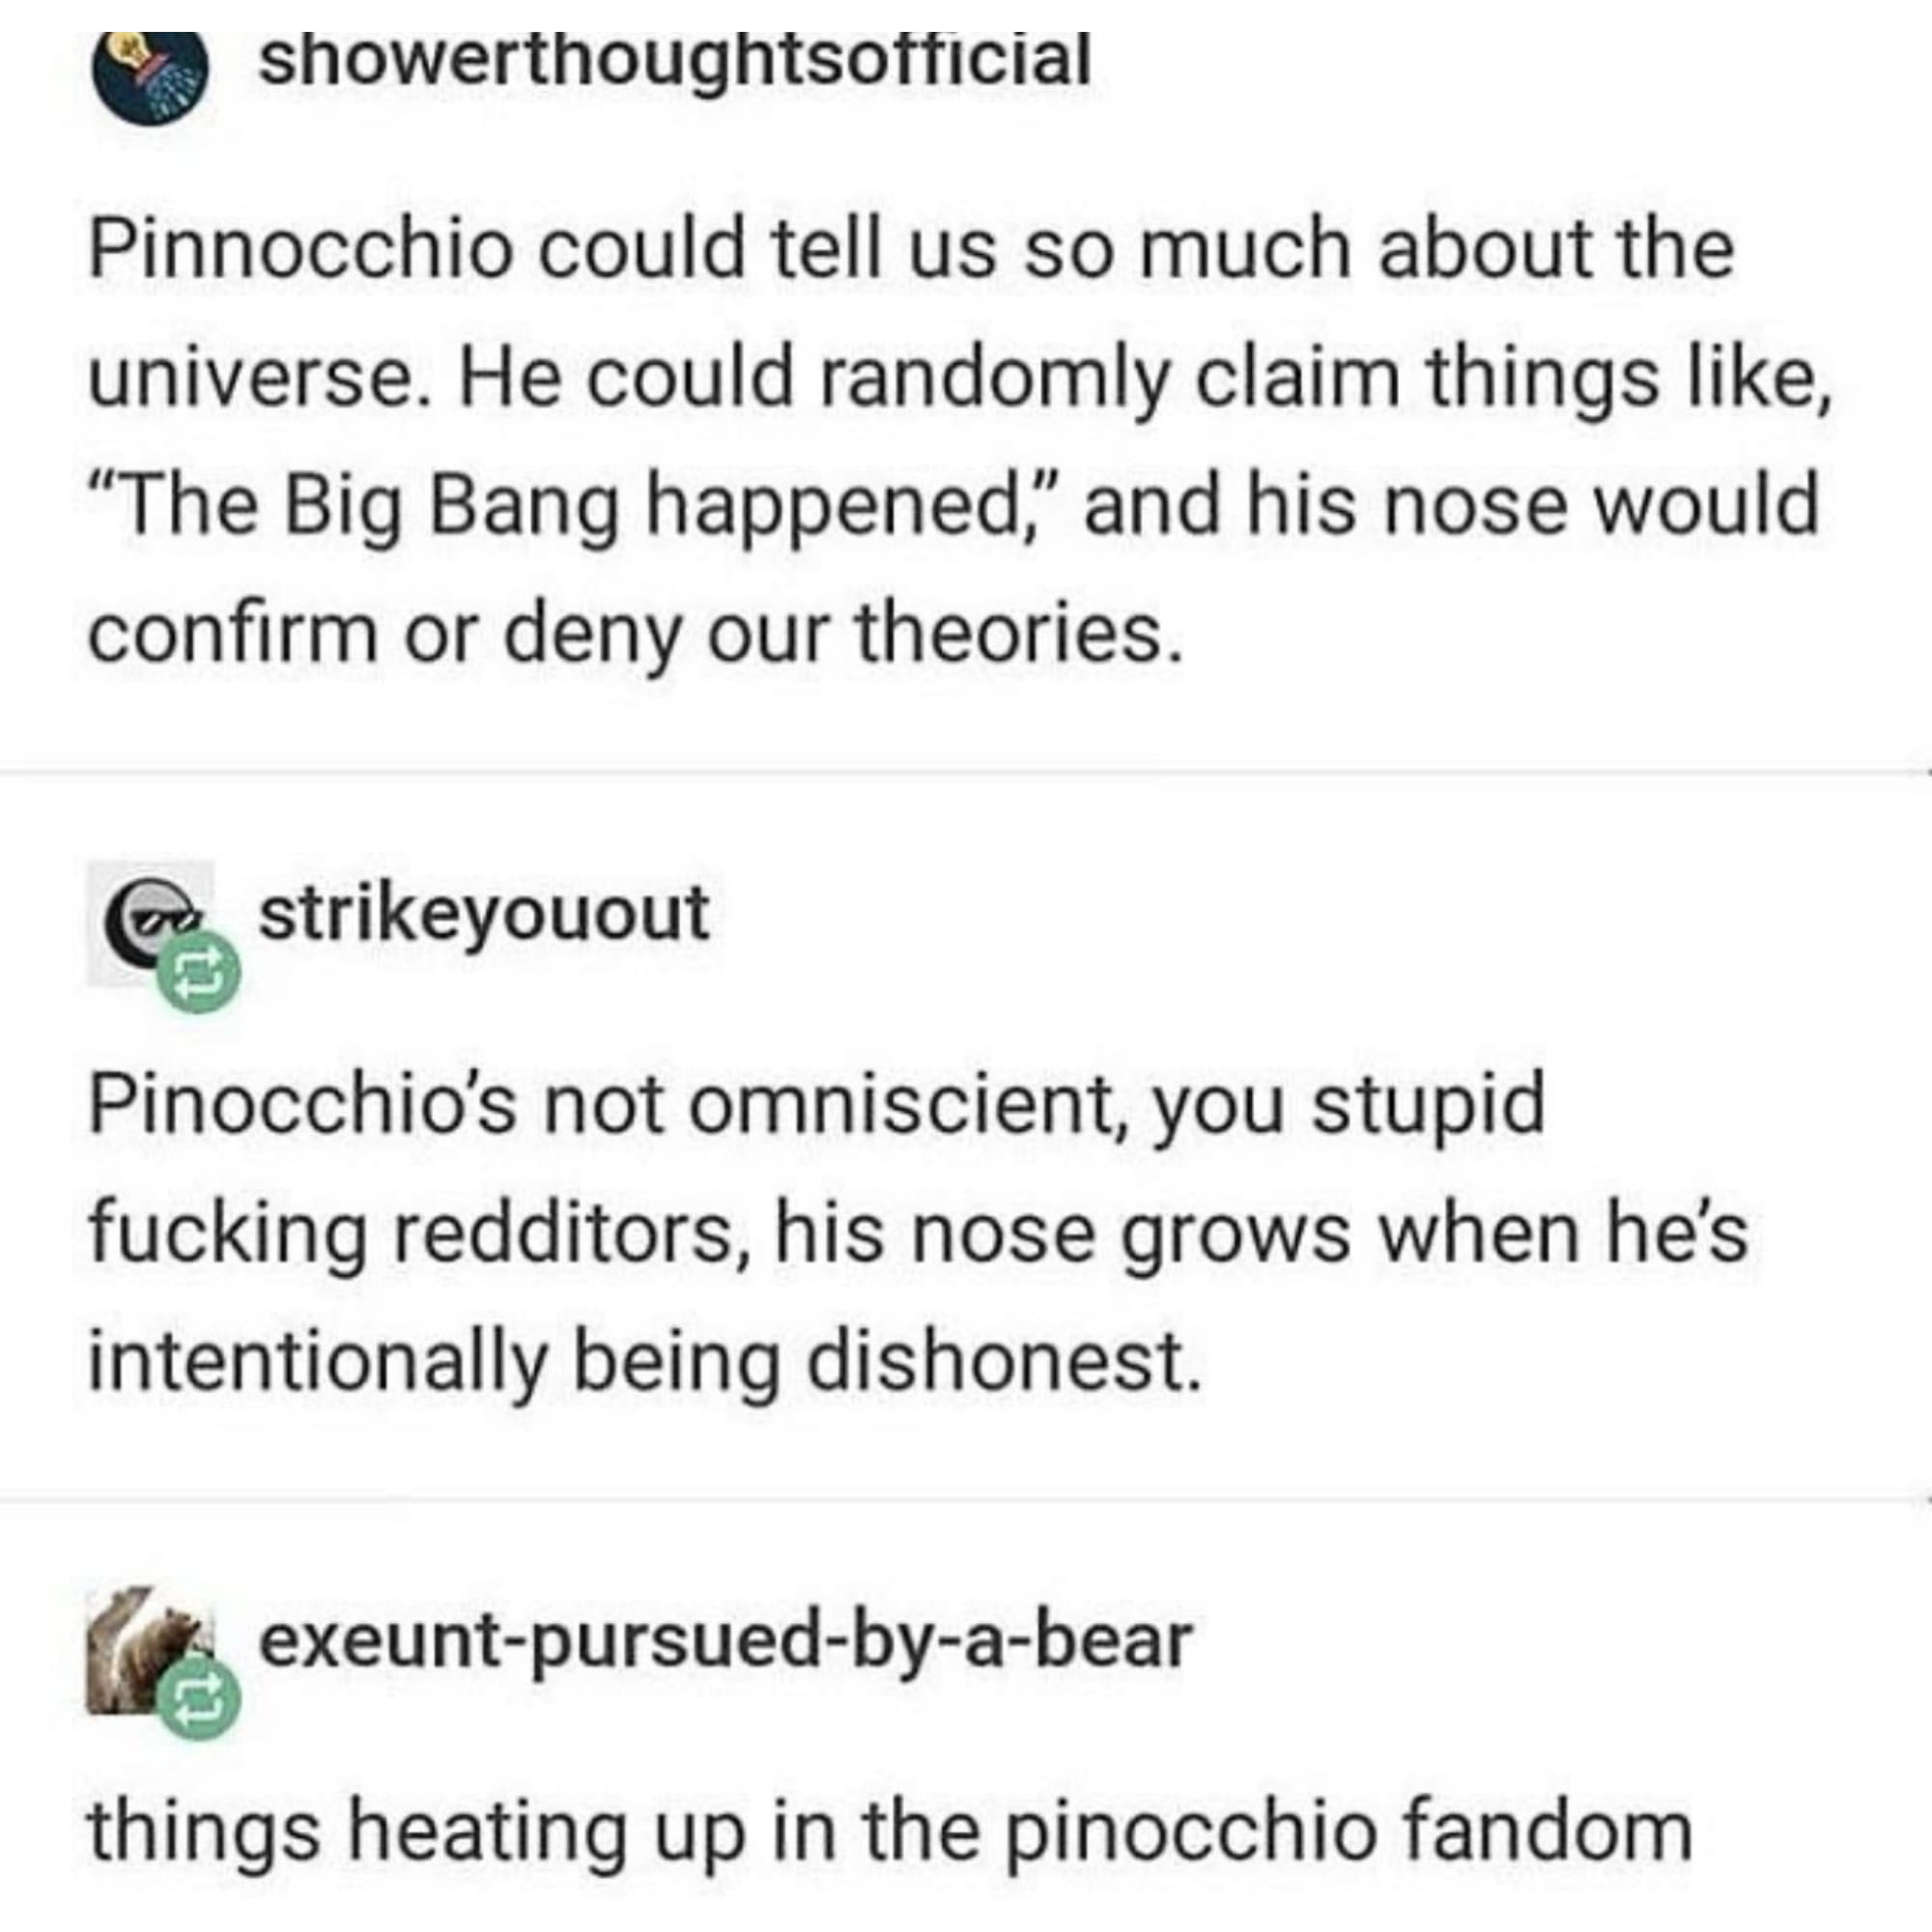 showerthoughtsofficial
Pinnocchio could tell us so much about the
universe. He could randomly claim things like,
“The Big Bang happened,” and his nose would
confirm or deny our theories.
strikeyouout
Pinocchio’s not omniscient, you stupid
fucking redditors, his nose grows when he’s
intentionally being dishonest.
exeunt-pursued-by-a-bear
things heating up in the pinocchio fandom